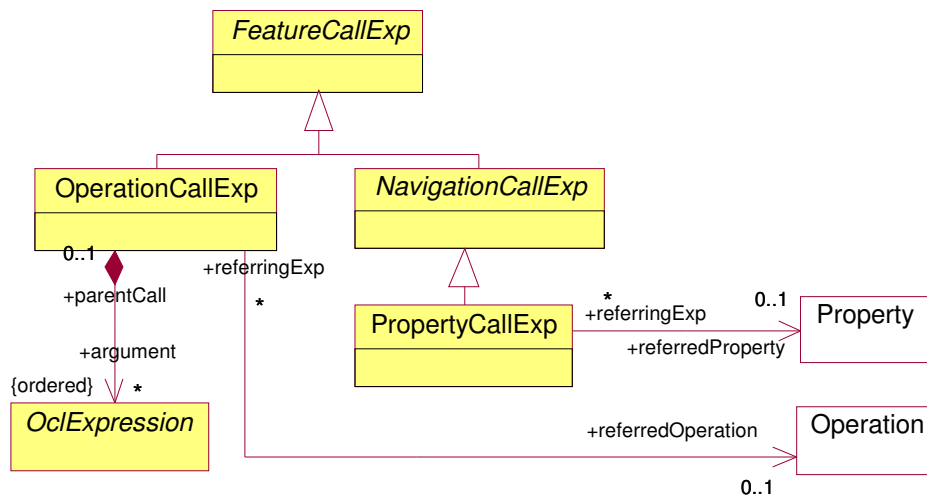 FeatureCallExp
OperationCallExp
NavigationCallExp
0..1
+referringExp
+parentCall
*
*
0..1
PropertyCallExp
+referringExp
Property
+argument
+referredProperty
{ordered}
*
OclExpression
+referredOperation
Operation
0..1